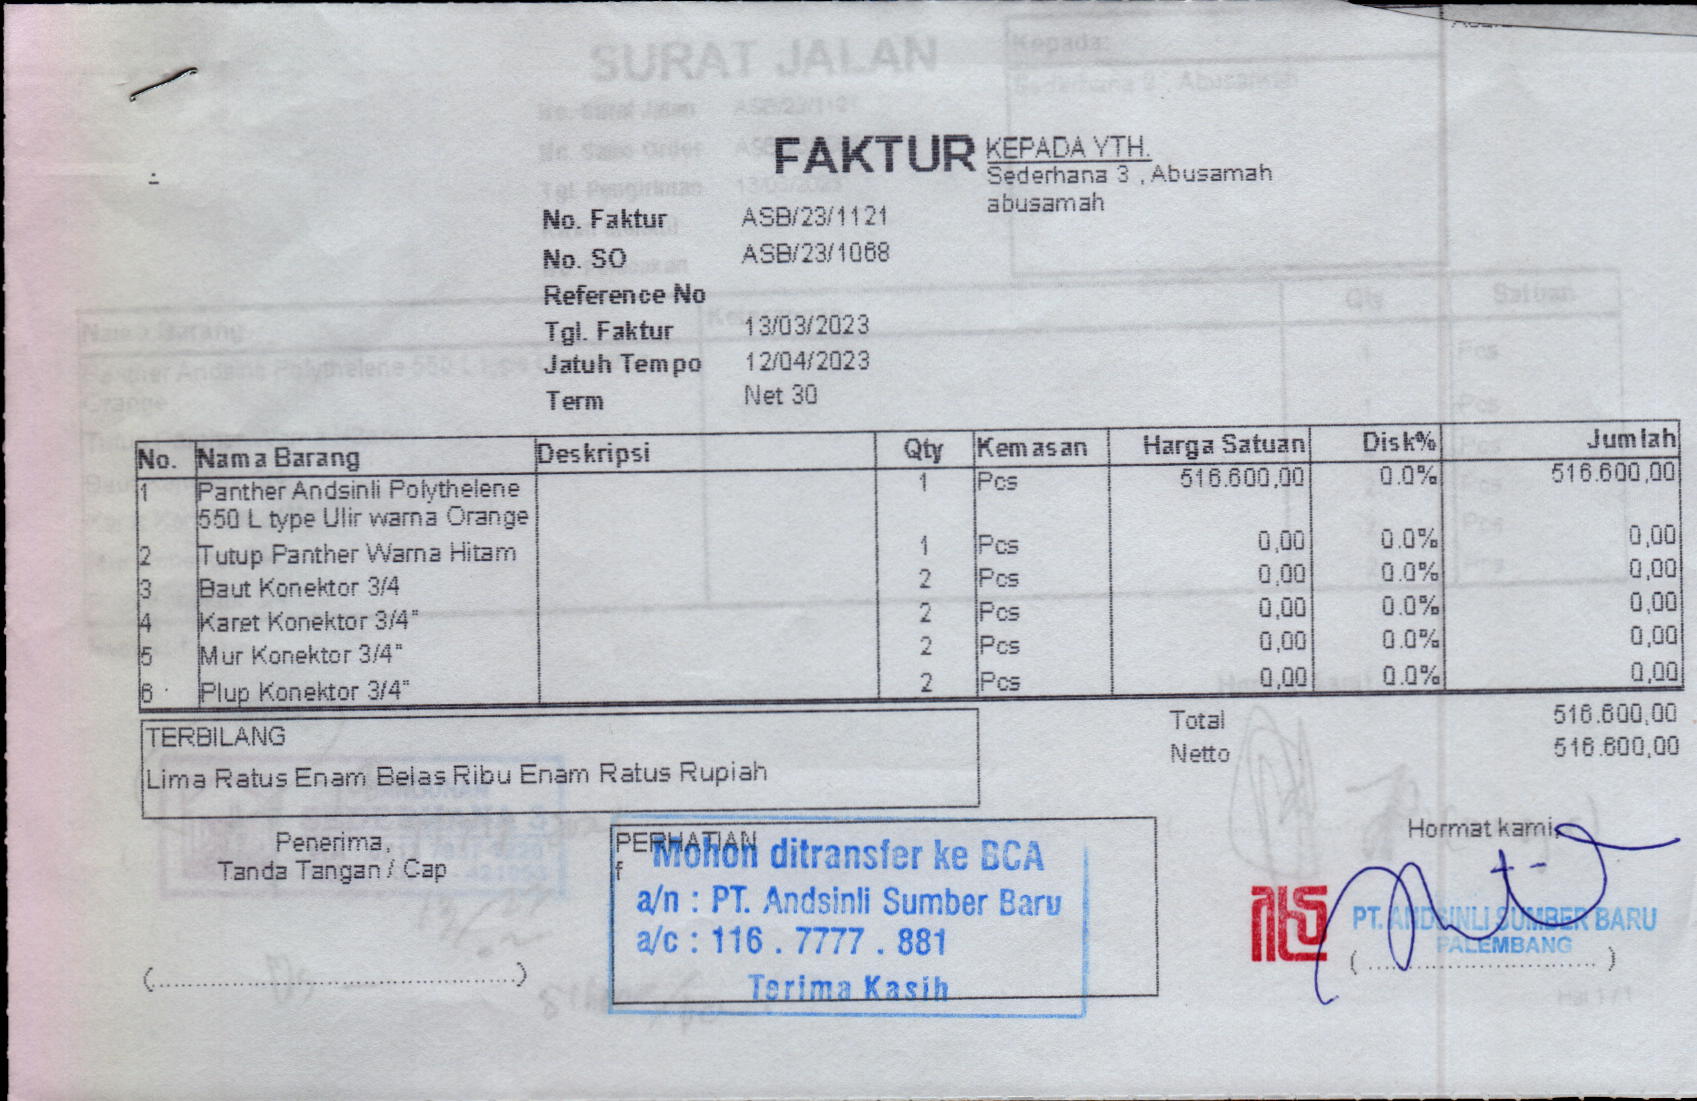 SURAT JALAN
Kepada:
Sederhana 3 , Abusamah
FAKTUR
KEPADA YTH.
Sederhana 3 , Abusamah
abusamah
No. Faktur ASB/23/1121
No. SO ASB/23/1068
Reference No
Tgl. Faktur 13/03/2023
Jatuh Tempo 12/04/2023
Term Net 30
No. Nama Barang Deskripsi Qty Kemasan Harga Satuan Disk% Jumlah
1 Panther Andsinli Polythelene 1 Pcs 516.600,00 0.0% 516.600,00
550 L type Ulir warna Orange
2 Tutup Panther Warna Hitam 1 Pcs 0,00 0.0% 0,00
3 Baut Konektor 3/4 2 Pcs 0,00 0.0% 0,00
4 Karet Konektor 3/4" 2 Pcs 0,00 0.0% 0,00
5 Mur Konektor 3/4" 2 Pcs 0,00 0.0% 0,00
6 Plup Konektor 3/4" 2 Pcs 0,00 0.0% 0,00
Total 516.600,00
Netto 516.600,00
TERBILANG
Lima Ratus Enam Belas Ribu Enam Ratus Rupiah
Penerima,
Tanda Tangan / Cap
(........................................)
PERHATIAN
f
Mohon ditransfer ke BCA
a/n : PT. Andsinli Sumber Baru
a/c : 116 . 7777 . 881
Terima Kasih
Hormat kami
PT. ANDSINLI SUMBER BARU
PALEMBANG
( ........................ )
Hal 1 / 1